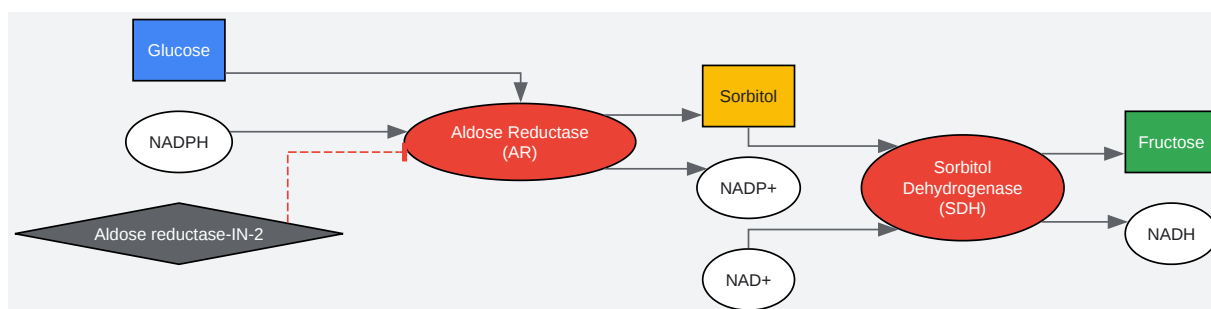 Glucose
NADPH
Aldose reductase-IN-2
Aldose Reductase
(AR)
Sorbitol
NADP+
NAD+
Sorbitol
Dehydrogenase
(SDH)
Fructose
NADH